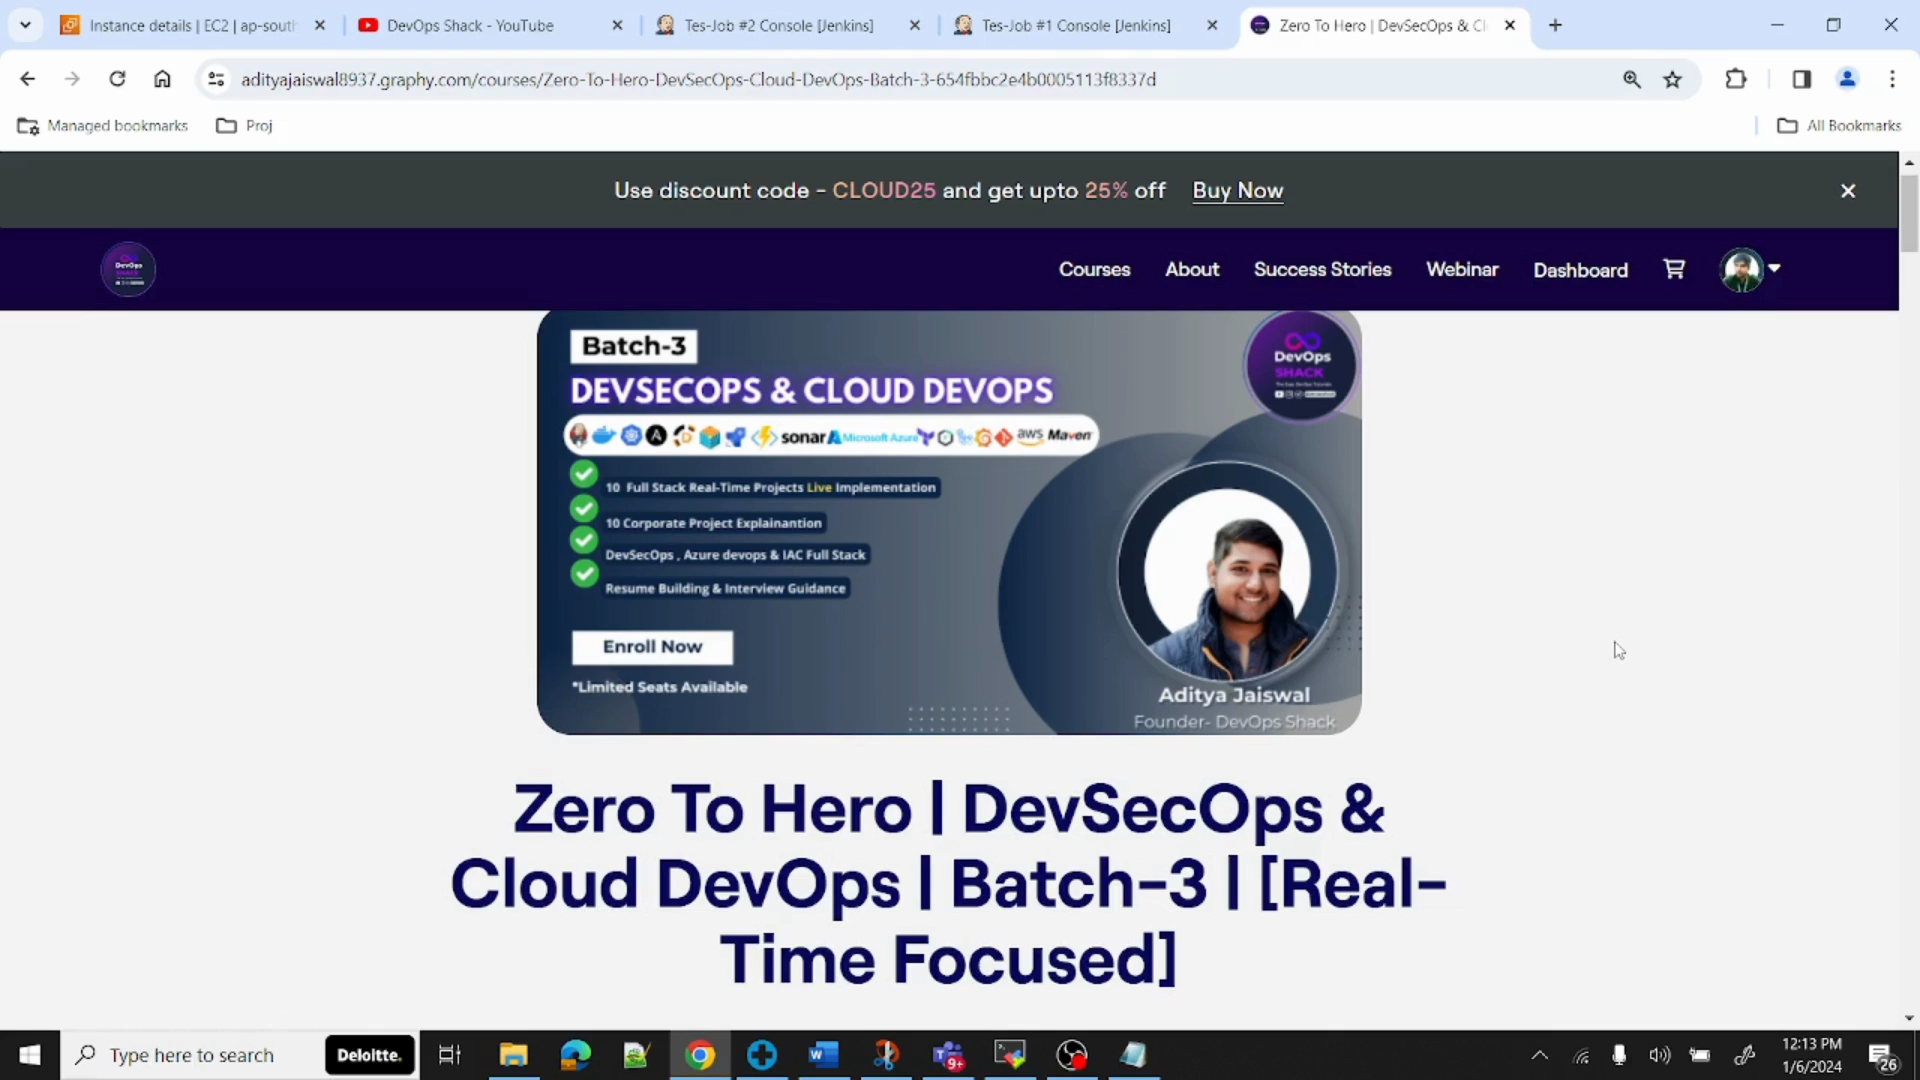 Instance details | EC2 | ap-south
DevOps Shack - YouTube
Tes-Job #2 Console [Jenkins]
Tes-Job #1 Console [Jenkins]
Zero To Hero | DevSecOps & Cl
adityajaiswal8937.graphy.com/courses/Zero-To-Hero-DevSecOps-Cloud-DevOps-Batch-3-654fbbc2e4b0005113f8337d
Managed bookmarks
Proj
All Bookmarks
Use discount code - CLOUD25 and get upto 25% off Buy Now
DevOps
Courses
About
Success Stories
Webinar
Dashboard
Batch-3
DEVSECOPS & CLOUD DEVOPS
sonar Microsoft Azure aws Maven
10 Full Stack Real-Time Projects Live Implementation
10 Corporate Project Explainantion
DevSecOps , Azure devops & IAC Full Stack
Resume Building & Interview Guidance
Enroll Now
*Limited Seats Available
DevOps
SHACK
Aditya Jaiswal
Founder- DevOps Shack
Zero To Hero | DevSecOps &
Cloud DevOps | Batch-3 | [Real-
Time Focused]
Type here to search
Deloitte.
9+
12:13 PM
1/6/2024
26